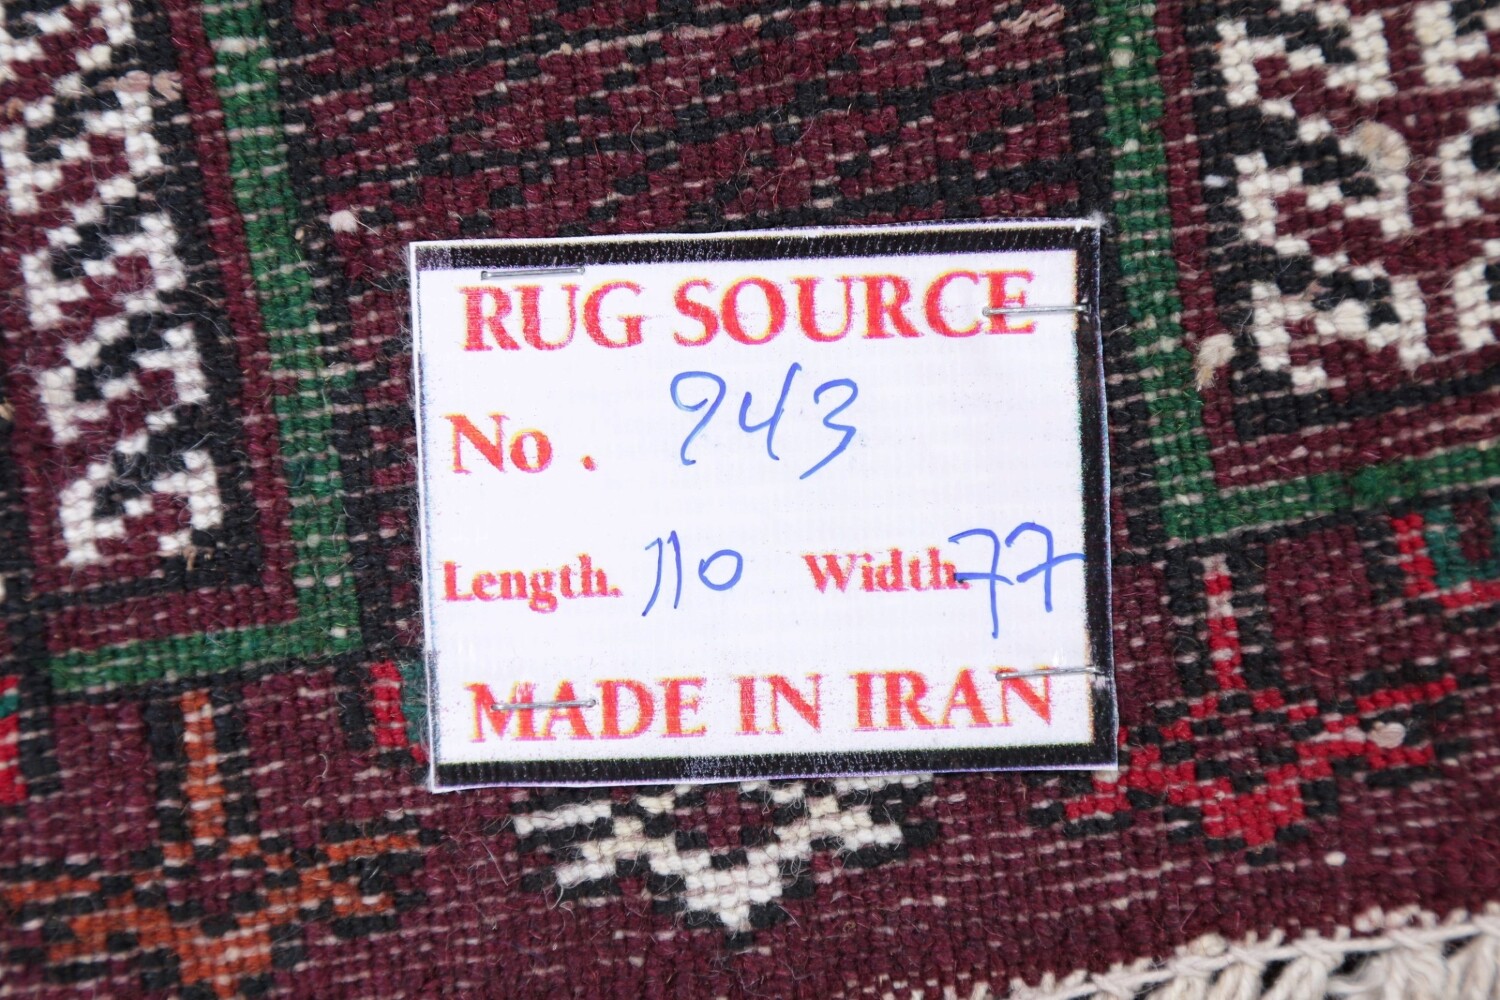 RUG SOURCE
No. 943
Length. 110 Width. 77
MADE IN IRAN